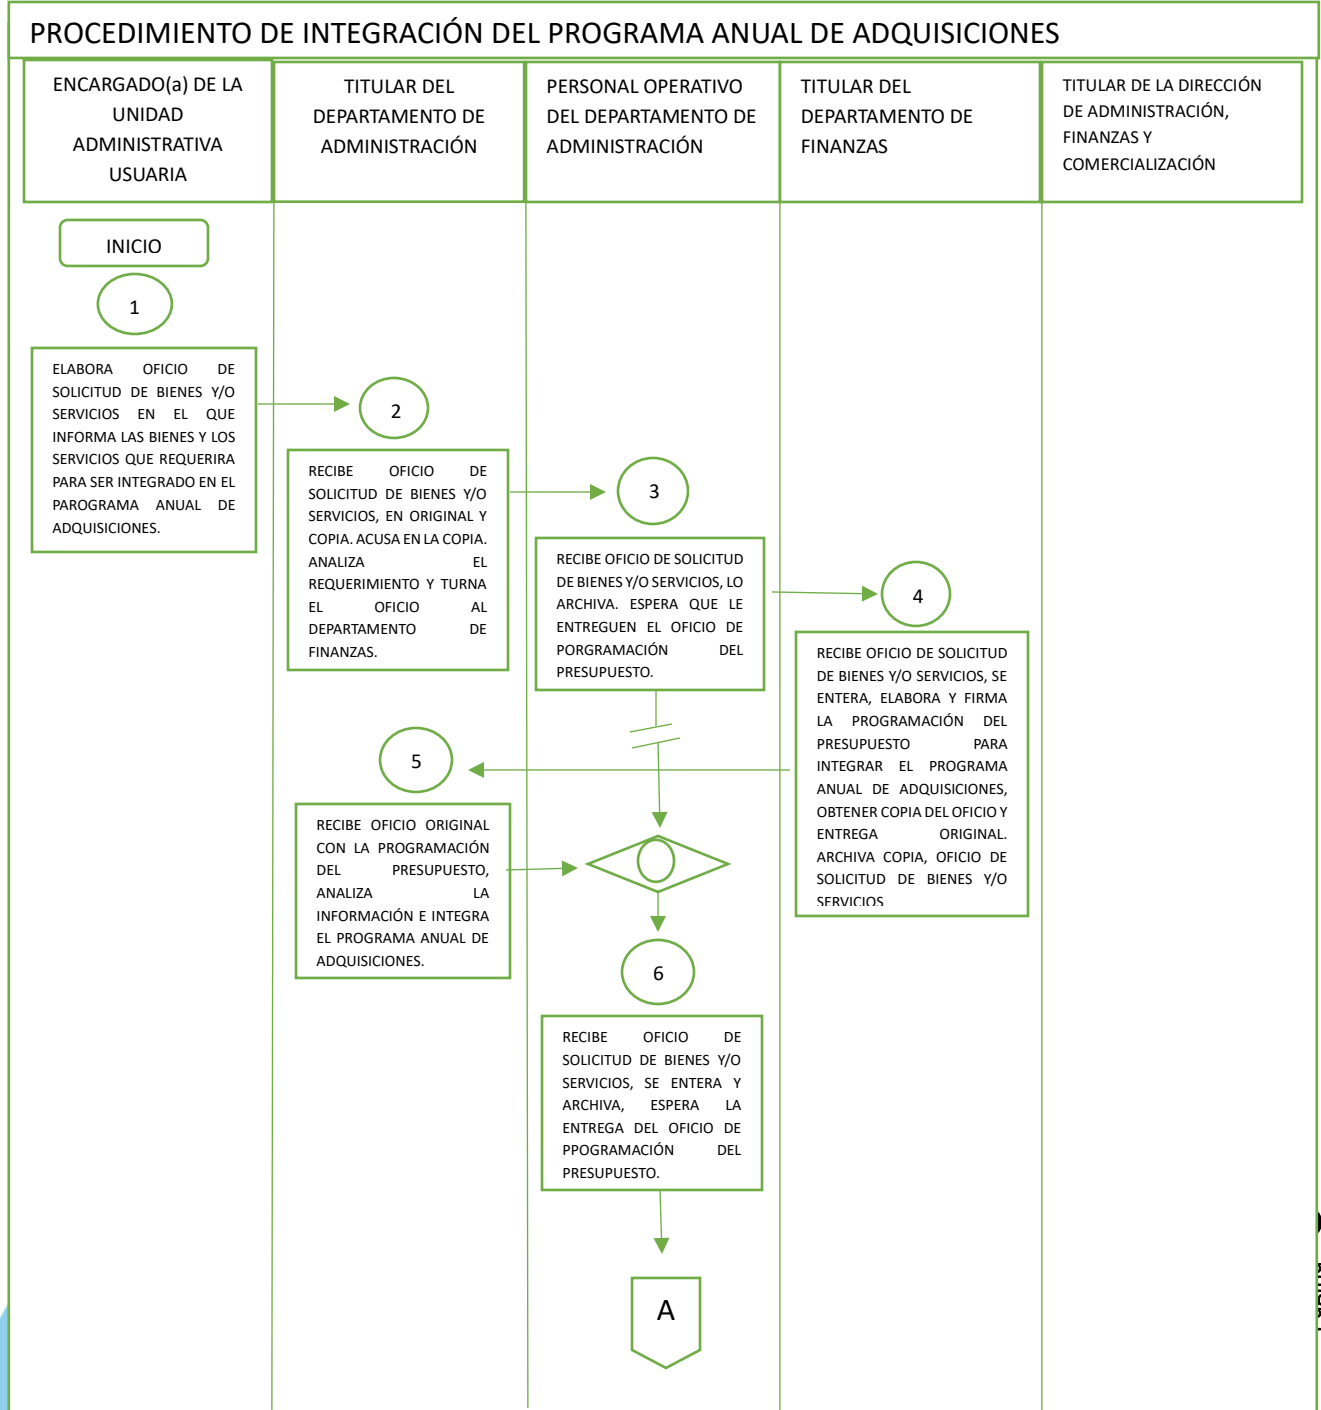 PROCEDIMIENTO DE INTEGRACIÓN DEL PROGRAMA ANUAL DE ADQUISICIONES
ENCARGADO(a) DE LA
UNIDAD
ADMINISTRATIVA
USUARIA
TITULAR DEL
DEPARTAMENTO DE
ADMINISTRACIÓN
PERSONAL OPERATIVO
DEL DEPARTAMENTO DE
ADMINISTRACIÓN
TITULAR DEL
DEPARTAMENTO DE
FINANZAS
TITULAR DE LA DIRECCIÓN
DE ADMINISTRACIÓN,
FINANZAS Y
COMERCIALIZACIÓN
INICIO
1
ELABORA OFICIO DE
SOLICITUD DE BIENES Y/O
SERVICIOS EN EL QUE
INFORMA LAS BIENES Y LOS
SERVICIOS QUE REQUERIRA
PARA SER INTEGRADO EN EL
PAROGRAMA ANUAL DE
ADQUISICIONES.
2
RECIBE OFICIO DE
SOLICITUD DE BIENES Y/O
SERVICIOS, EN ORIGINAL Y
COPIA. ACUSA EN LA COPIA.
ANALIZA EL
REQUERIMIENTO Y TURNA
EL OFICIO AL
DEPARTAMENTO DE
FINANZAS.
3
RECIBE OFICIO DE SOLICITUD
DE BIENES Y/O SERVICIOS, LO
ARCHIVA. ESPERA QUE LE
ENTREGUEN EL OFICIO DE
PORGRAMACIÓN DEL
PRESUPUESTO.
4
RECIBE OFICIO DE SOLICITUD
DE BIENES Y/O SERVICIOS, SE
ENTERA, ELABORA Y FIRMA
LA PROGRAMACIÓN DEL
PRESUPUESTO PARA
INTEGRAR EL PROGRAMA
ANUAL DE ADQUISICIONES,
OBTENER COPIA DEL OFICIO Y
ENTREGA ORIGINAL.
ARCHIVA COPIA, OFICIO DE
SOLICITUD DE BIENES Y/O
SERVICIOS
5
RECIBE OFICIO ORIGINAL
CON LA PROGRAMACIÓN
DEL PRESUPUESTO,
ANALIZA LA
INFORMACIÓN E INTEGRA
EL PROGRAMA ANUAL DE
ADQUISICIONES.
6
RECIBE OFICIO DE
SOLICITUD DE BIENES Y/O
SERVICIOS, SE ENTERA Y
ARCHIVA, ESPERA LA
ENTREGA DEL OFICIO DE
PPOGRAMACIÓN DEL
PRESUPUESTO.
A